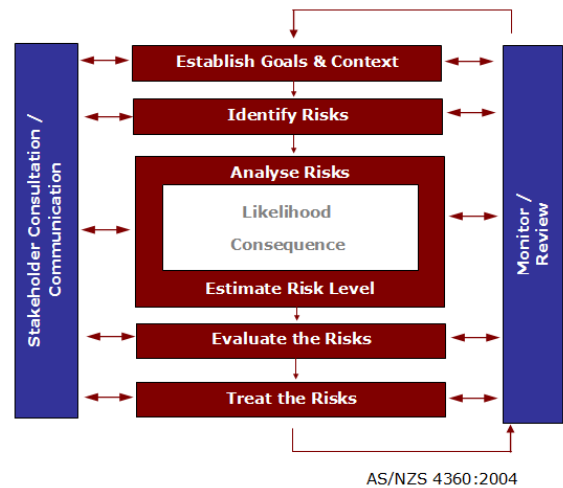 Establish Goals & Context
Identify Risks
Analyse Risks
Likelihood
Consequence
Estimate Risk Level
Evaluate the Risks
Treat the Risks
Stakeholder Consultation /
Communication
Monitor /
Review
AS/NZS 4360:2004